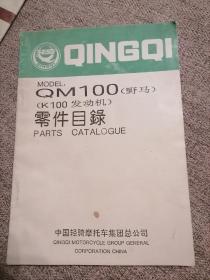 QINGQI
MODEL:
QM100(野马)
(K100发动机)
零件目錄
PARTS CATALOGUE
中国轻骑摩托车集团总公司
QINGQI MOTORCYCLE GROUP GENERAL
CORPORATION CHINA